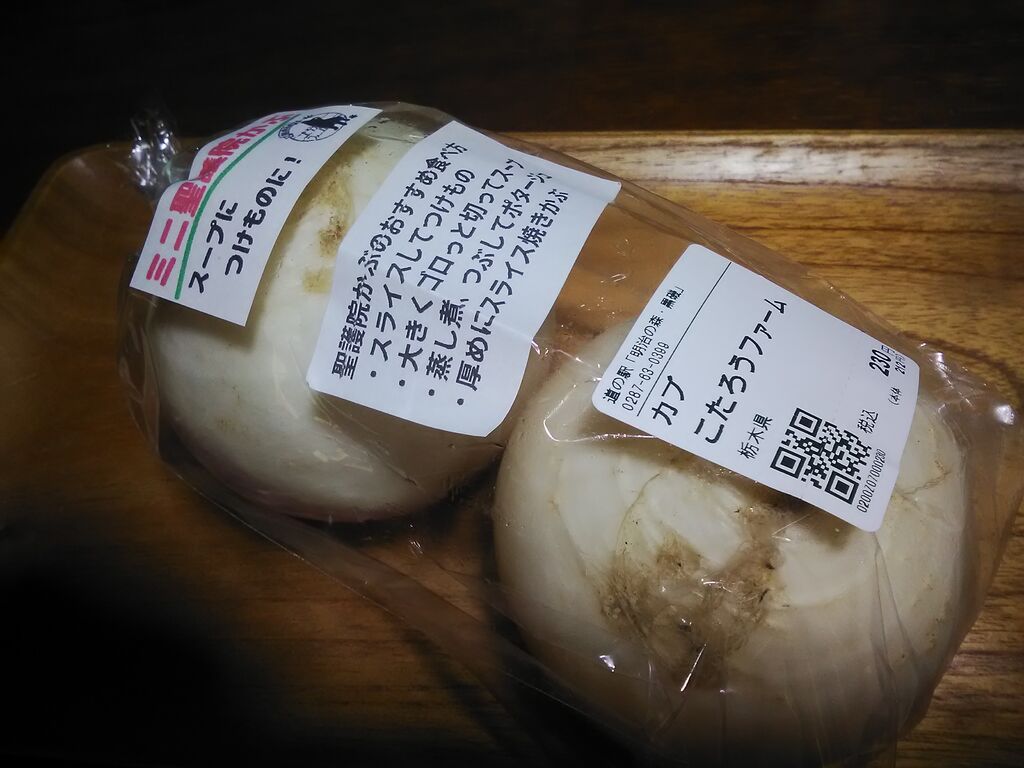 ミニ聖護院かぶ
スープに
つけものに！
聖護院かぶのおすすめ食べ方
・スライスしてつけもの
・大きくゴロっと切ってスープ
・蒸し煮、つぶしてポタージュ
・厚めにスライス焼きかぶ
道の駅「明治の森・黒磯」
0287-63-0399
カブ
こたろうファーム
栃木県
税込